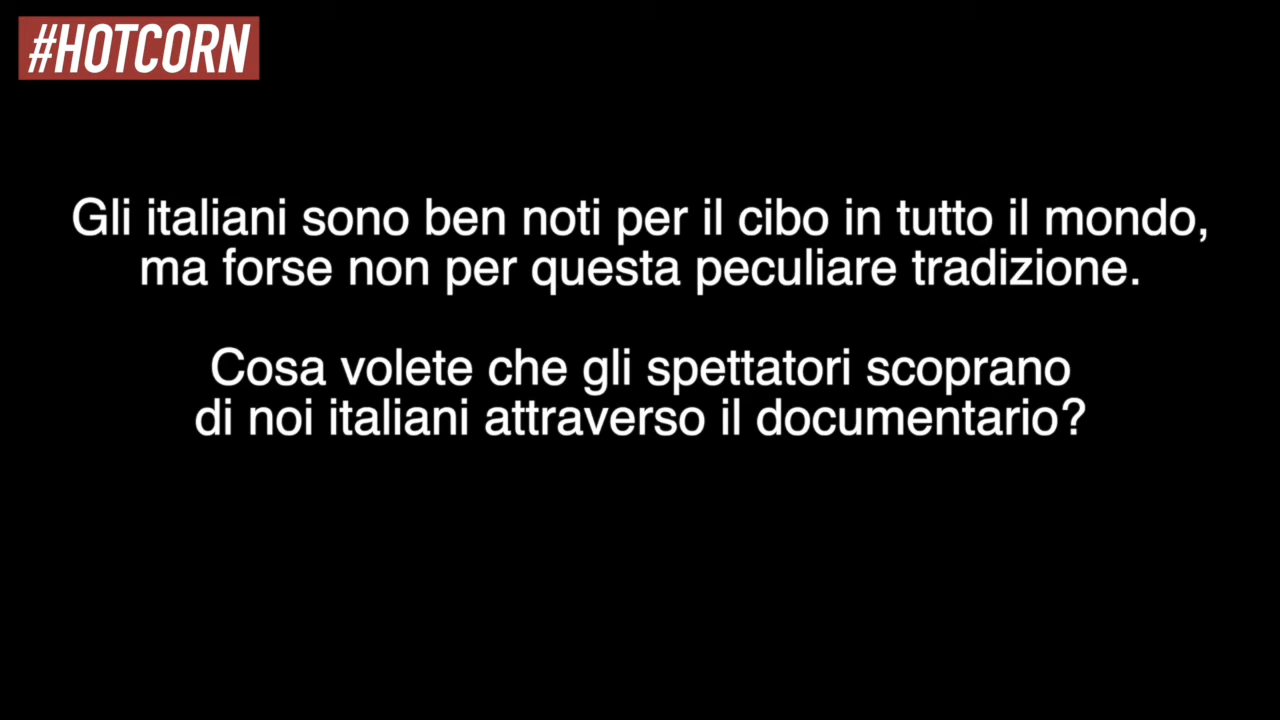 #HOTCORN
Gli italiani sono ben noti per il cibo in tutto il mondo,
ma forse non per questa peculiare tradizione.
Cosa volete che gli spettatori scoprano
di noi italiani attraverso il documentario?